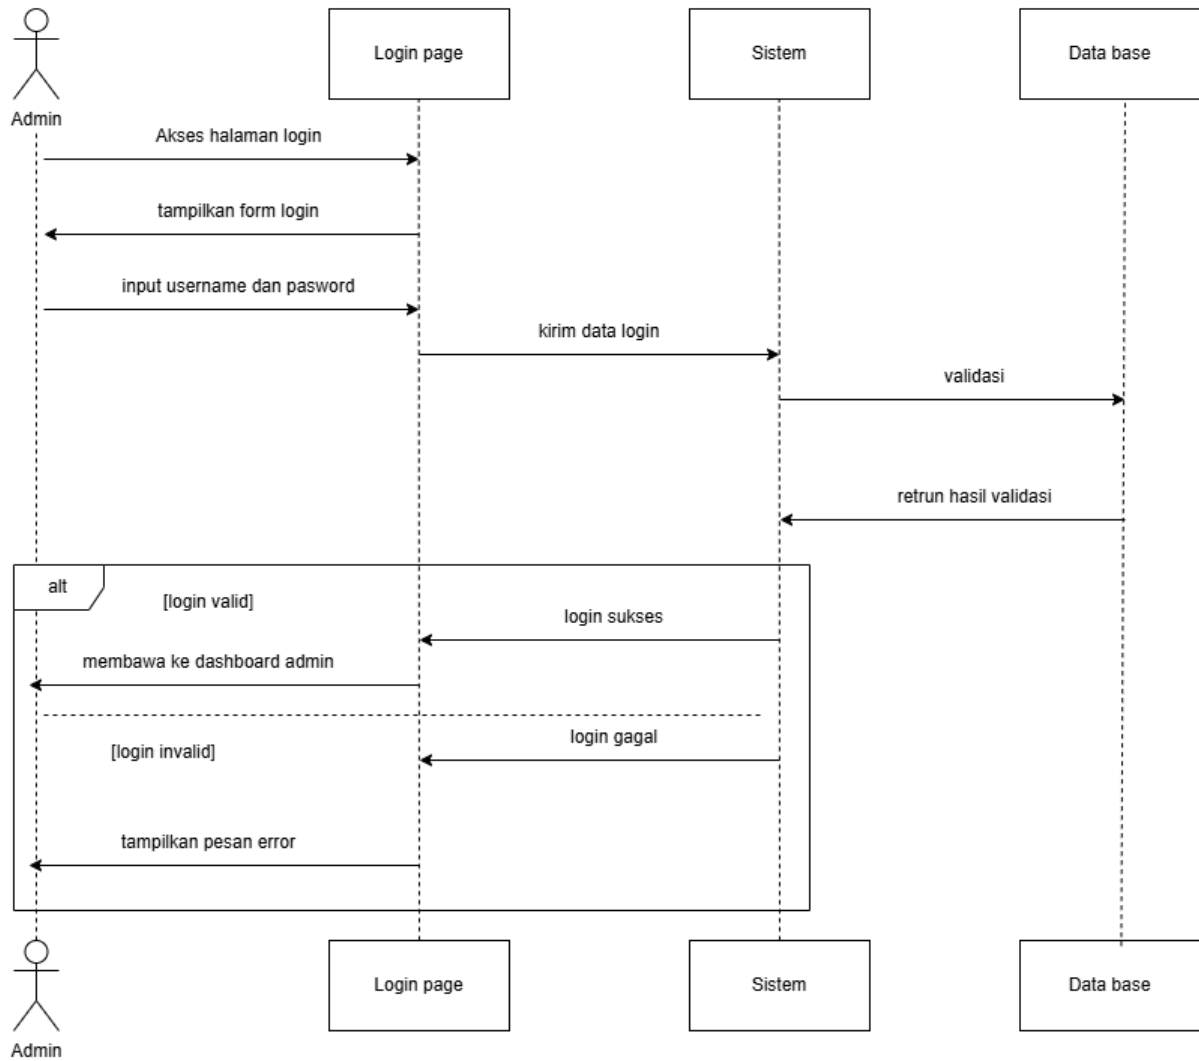 Login page
Sistem
Data base
Admin
Akses halaman login
tampilkan form login
input username dan pasword
kirim data login
validasi
retrun hasil validasi
alt
[login valid]
login sukses
membawa ke dashboard admin
[login invalid]
login gagal
tampilkan pesan error
Login page
Sistem
Data base
Admin